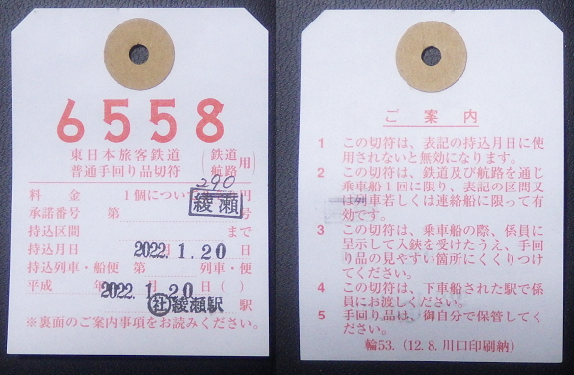 6558
東日本旅客鉄道
普通手回り品切符
(鉄道航路用)
料金 1個について 290 円
承諾番号 第 綾瀬 号
持込区間 まで
持込月日 2022.1.20 月 日
持込列車・船便 第 列車・便
平成 年 2022.1.20 日( )
社 綾瀬駅 駅
※裏面のご案内事項をお読みください。
ご案内
1 この切符は、表記の持込月日に使
用されないと無効になります。
2 この切符は、鉄道及び航路を通じ
乗車船1回に限り、表記の区間又
は列車若しくは連絡船に限って有
効です。
3 この切符は、乗車船の際、係員に
呈示して入鋏を受けたうえ、手回
り品の見やすい箇所にくくりつけ
てください。
4 この切符は、下車船された駅で係
員にお渡しください。
5 手回り品は、御自分で保管してく
ださい。
輪53.(12.8.川口印刷納)